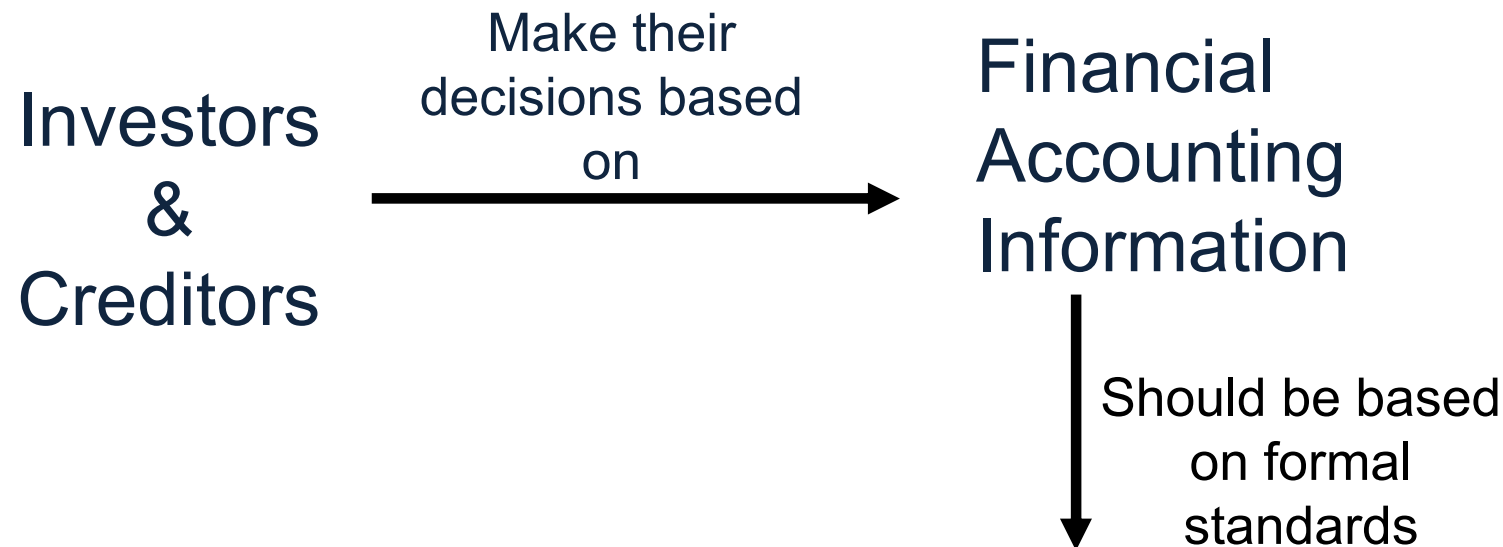 Investors
&
Creditors
Make their
decisions based
on
Financial
Accounting
Information
Should be based
on formal
standards